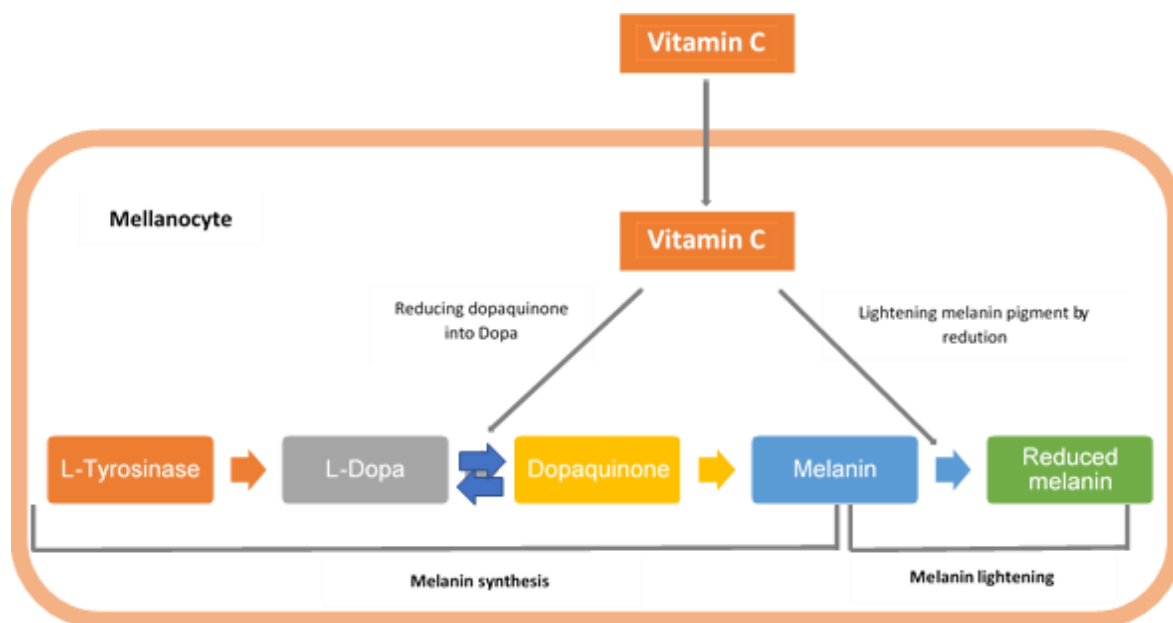 Vitamin C
Mellanocyte
Vitamin C
Reducing dopaquinone
into Dopa
Lightening melanin pigment by
redution
L-Tyrosinase
L-Dopa
Dopaquinone
Melanin
Reduced
melanin
Melanin synthesis
Melanin lightening